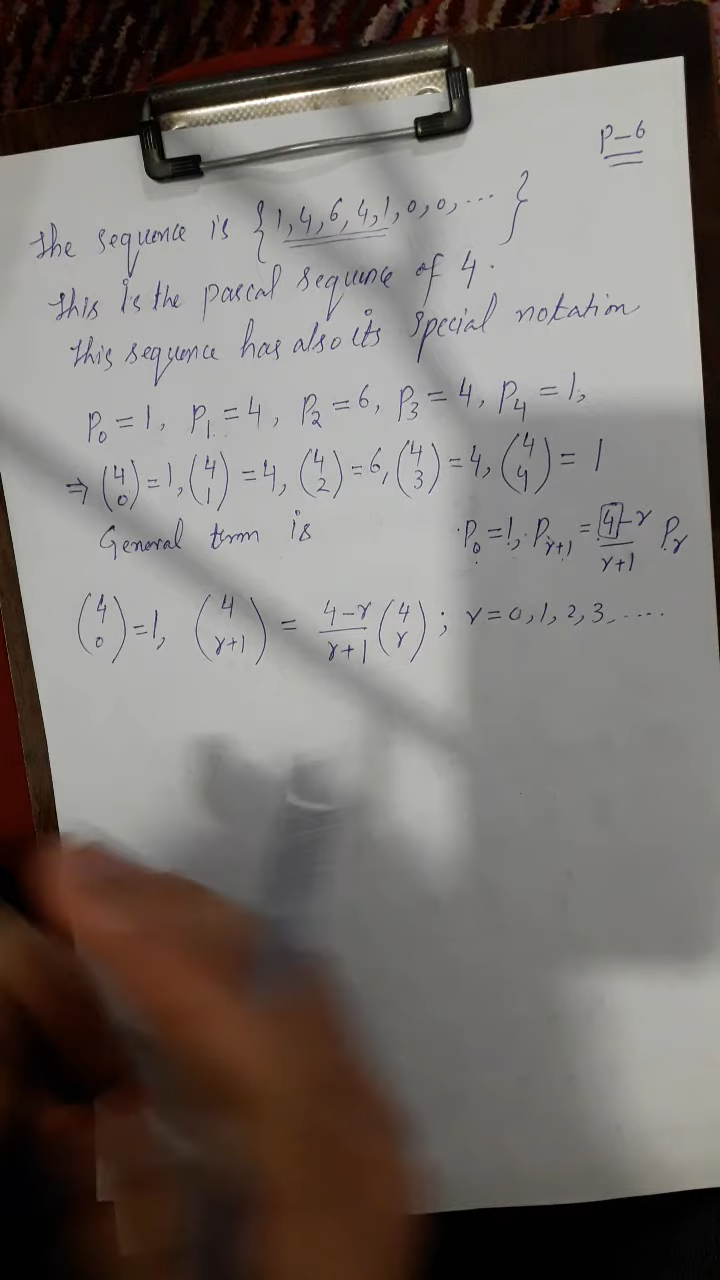 P-6
The sequence is {1, 4, 6, 4, 1, 0, 0, ... }
This is the pascal sequence of 4.
This sequence has also its special notation
P₀ = 1, P₁ = 4, P₂ = 6, P₃ = 4, P₄ = 1,
⇒ (4 0) = 1, (4 1) = 4, (4 2) = 6, (4 3) = 4, (4 4) = 1
General term is P₀ = 1, Pᵣ₊₁ = 4-r/r+1 Pᵣ
(4 0) = 1, (4 r+1) = 4-r/r+1 (4 r) ; r = 0, 1, 2, 3, ....